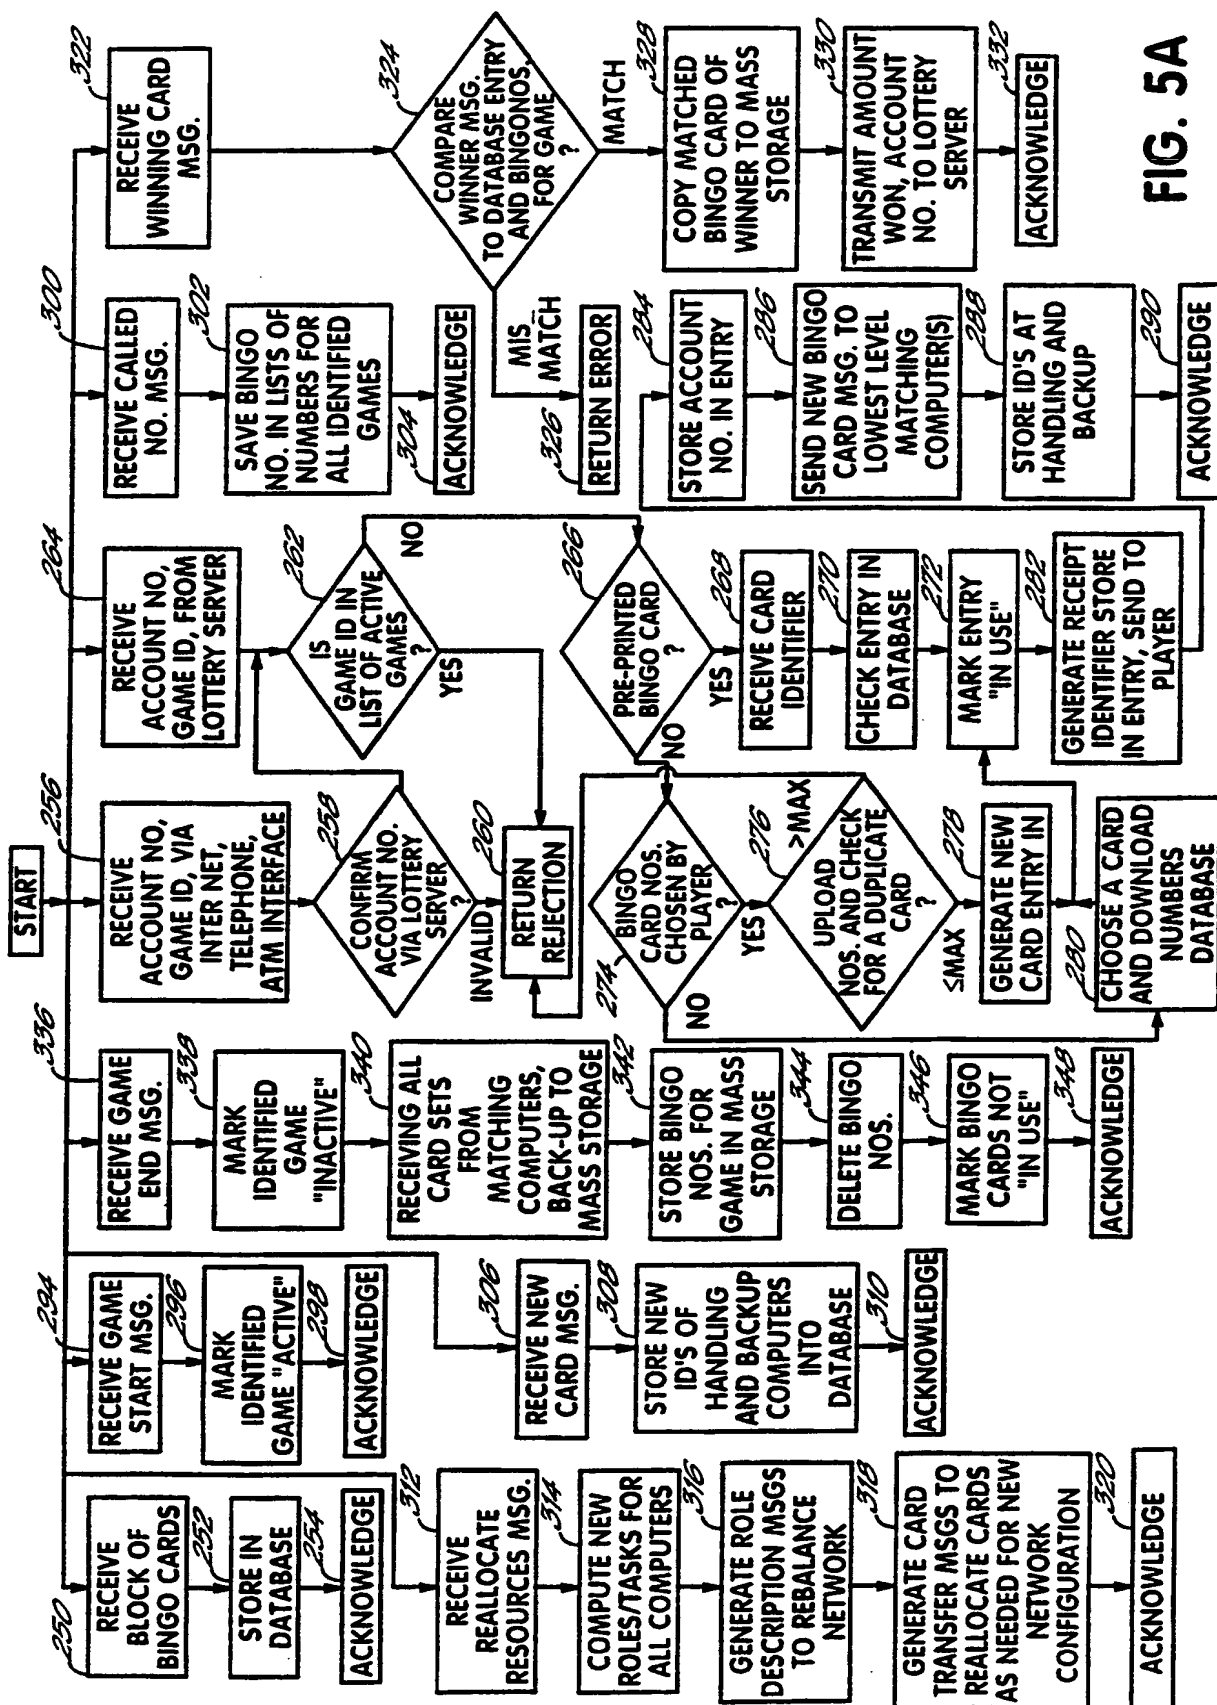 START
250
RECEIVE
BLOCK OF
BINGO CARDS
252
STORE IN
DATABASE
254
ACKNOWLEDGE
294
RECEIVE GAME
START MSG.
296
MARK
IDENTIFIED
GAME "ACTIVE"
298
ACKNOWLEDGE
312
RECEIVE
REALLOCATE
RESOURCES MSG.
314
COMPUTE NEW
ROLES/TASKS FOR
ALL COMPUTERS
316
GENERATE ROLE
DESCRIPTION MSGS
TO REBALANCE
NETWORK
318
GENERATE CARD
TRANSFER MSGS TO
REALLOCATE CARDS
AS NEEDED FOR NEW
NETWORK
CONFIGURATION
320
ACKNOWLEDGE
306
RECEIVE NEW
CARD MSG.
308
STORE NEW
ID'S OF
HANDLING
AND BACKUP
COMPUTERS
INTO
DATABASE
310
ACKNOWLEDGE
336
RECEIVE GAME
END MSG.
338
MARK
IDENTIFIED
GAME
"INACTIVE"
340
RECEIVING ALL
CARD SETS
FROM
MATCHING
COMPUTERS,
BACK-UP TO
MASS STORAGE
342
STORE BINGO
NOS. FOR
GAME IN MASS
STORAGE
344
DELETE BINGO
NOS.
346
MARK BINGO
CARDS NOT
"IN USE"
348
ACKNOWLEDGE
256
RECEIVE
ACCOUNT NO,
GAME ID, VIA
INTER NET,
TELEPHONE,
ATM INTERFACE
258
CONFIRM
ACCOUNT NO.
VIA LOTTERY
SERVER
?
INVALID
260
RETURN
REJECTION
264
RECEIVE
ACCOUNT NO,
GAME ID, FROM
LOTTERY SERVER
262
IS
GAME ID IN
LIST OF ACTIVE
GAMES
?
NO
YES
266
PRE-PRINTED
BINGO CARD
?
NO
YES
268
RECEIVE CARD
IDENTIFIER
270
CHECK ENTRY IN
DATABASE
272
MARK ENTRY
"IN USE"
282
GENERATE RECEIPT
IDENTIFIER STORE
IN ENTRY, SEND TO
PLAYER
274
BINGO
CARD NOS.
CHOSEN BY
PLAYER
?
NO
YES
276
UPLOAD
NOS. AND CHECK
FOR A DUPLICATE
CARD
?
>MAX
≤MAX
278
GENERATE NEW
CARD ENTRY IN
280
CHOOSE A CARD
AND DOWNLOAD
NUMBERS
DATABASE
300
RECEIVE CALLED
NO. MSG.
302
SAVE BINGO
NO. IN LISTS OF
NUMBERS FOR
ALL IDENTIFIED
GAMES
304
ACKNOWLEDGE
322
RECEIVE
WINNING CARD
MSG.
324
COMPARE
WINNER MSG.
TO DATABASE ENTRY
AND BINGONOS,
FOR GAME
?
MIS_
MATCH
MATCH
326
RETURN ERROR
328
COPY MATCHED
BINGO CARD OF
WINNER TO MASS
STORAGE
330
TRANSMIT AMOUNT
WON, ACCOUNT
NO. TO LOTTERY
SERVER
332
ACKNOWLEDGE
284
STORE ACCOUNT
NO. IN ENTRY
286
SEND NEW BINGO
CARD MSG. TO
LOWEST LEVEL
MATCHING
COMPUTER(S)
288
STORE ID'S AT
HANDLING AND
BACKUP
290
ACKNOWLEDGE
FIG. 5A